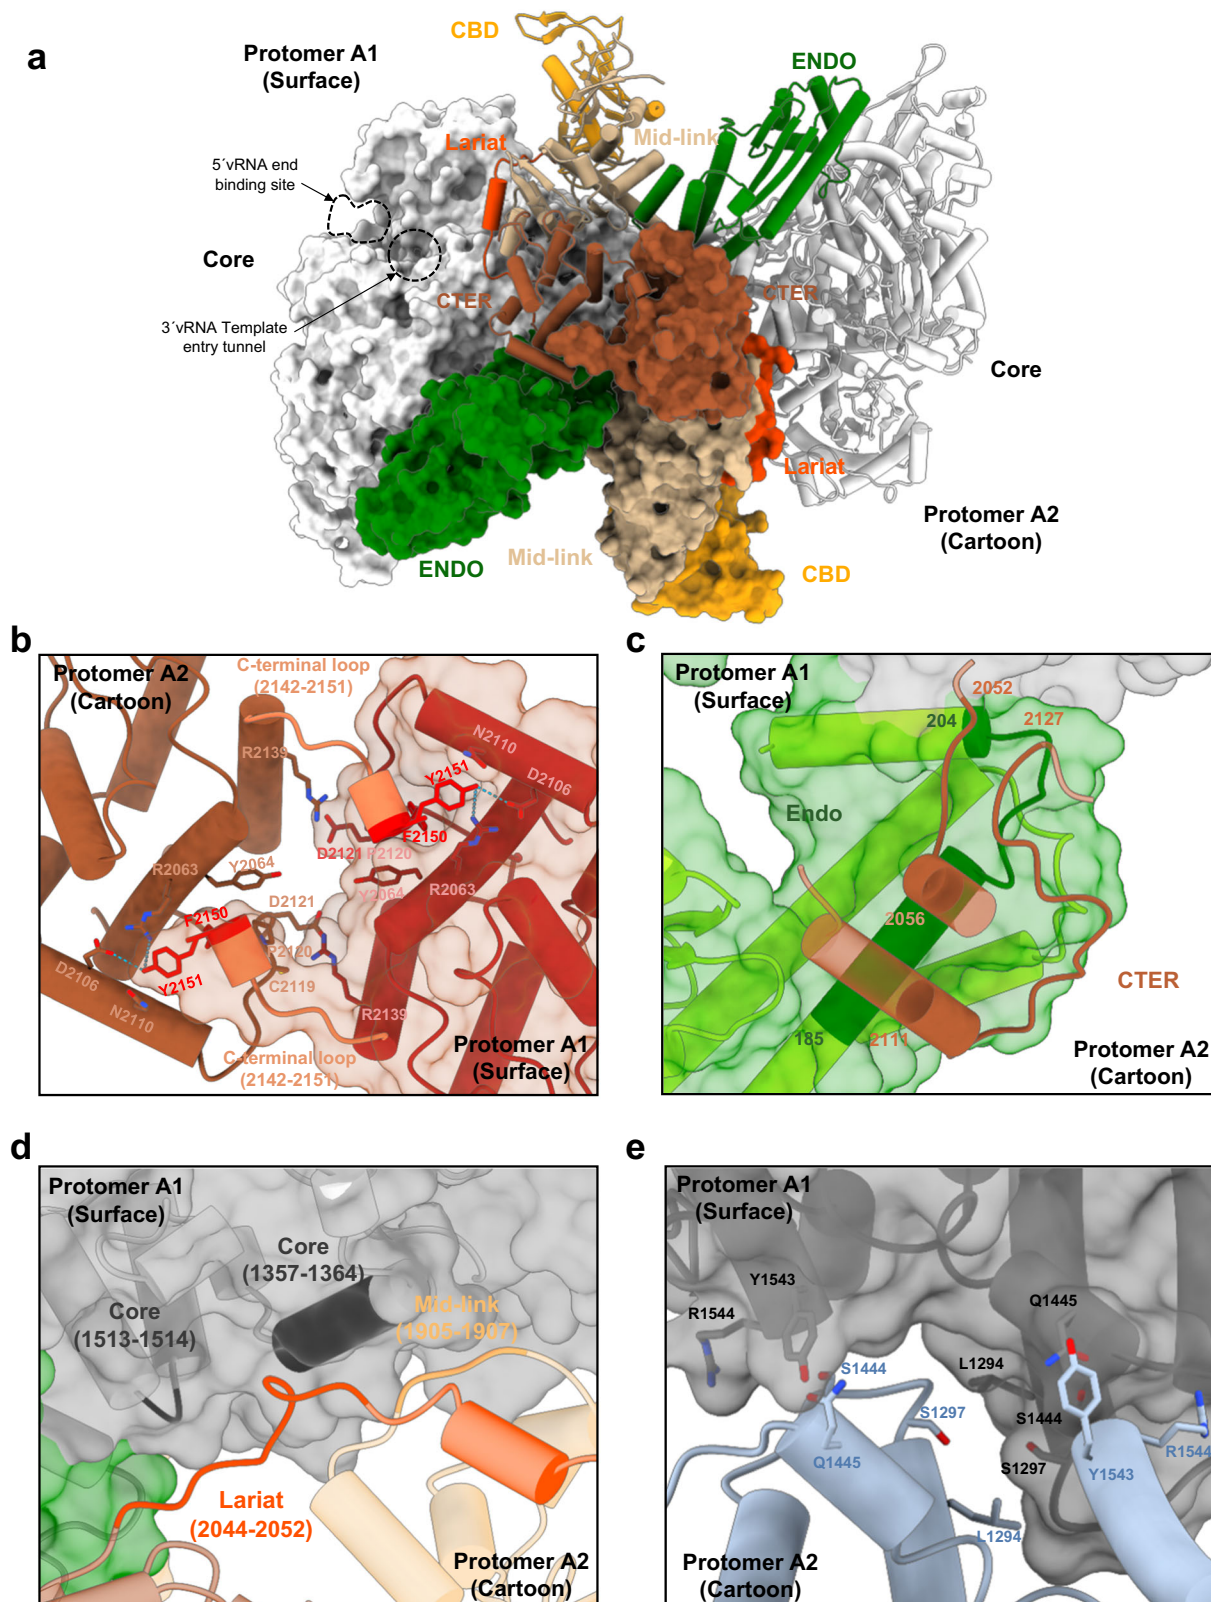 a
Protomer A1
(Surface)
CBD
ENDO
Mid-link
Lariat
5´vRNA end
binding site
Core
CTER
CTER
3´vRNA Template
entry tunnel
Core
Lariat
Protomer A2
(Cartoon)
ENDO
Mid-link
CBD
b
Protomer A2
(Cartoon)
C-terminal loop
(2142-2151)
R2139
N2110
Y2151
D2106
F2150
D2121
P2120
R2063
Y2064
Y2064
R2063
F2150
D2121
P2120
D2106
Y2151
C2119
N2110
R2139
C-terminal loop
(2142-2151)
Protomer A1
(Surface)
c
Protomer A1
(Surface)
2052
204
2127
Endo
2056
CTER
185
2111
Protomer A2
(Cartoon)
d
Protomer A1
(Surface)
Core
(1357-1364)
Core
(1513-1514)
Mid-link
(1905-1907)
Lariat
(2044-2052)
Protomer A2
(Cartoon)
e
Protomer A1
(Surface)
Y1543
Q1445
R1544
S1444
L1294
S1297
S1444
Q1445
S1297
Y1543
R1544
L1294
Protomer A2
(Cartoon)